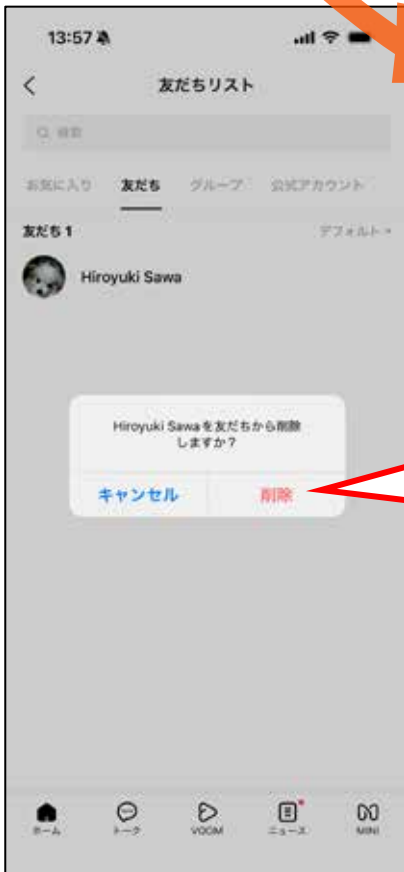 13:57
友だちリスト
検索
お気に入り 友だち グループ 公式アカウント
友だち 1 デフォルト
Hiroyuki Sawa
Hiroyuki Sawaを友だちから削除
しますか？
キャンセル 削除
ホーム トーク VOOM ニュース MINI